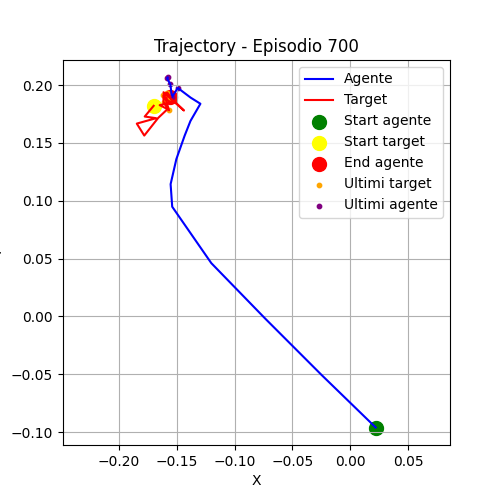 Trajectory - Episodio 700
Agente
Target
Start agente
Start target
End agente
Ultimi target
Ultimi agente
0.20
0.15
0.10
0.05
0.00
−0.05
−0.10
−0.20
−0.15
−0.10
−0.05
0.00
0.05
X